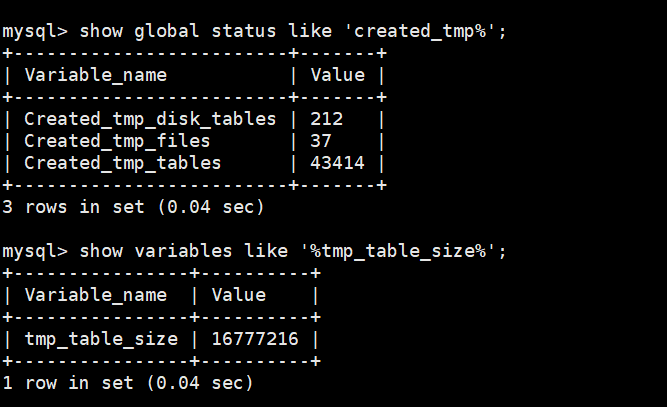 mysql> show global status like 'created_tmp%';
+-------------------------+-------+
| Variable_name           | Value |
+-------------------------+-------+
| Created_tmp_disk_tables | 212   |
| Created_tmp_files       | 37    |
| Created_tmp_tables      | 43414 |
+-------------------------+-------+
3 rows in set (0.04 sec)

mysql> show variables like '%tmp_table_size%';
+----------------+----------+
| Variable_name  | Value    |
+----------------+----------+
| tmp_table_size | 16777216 |
+----------------+----------+
1 row in set (0.04 sec)